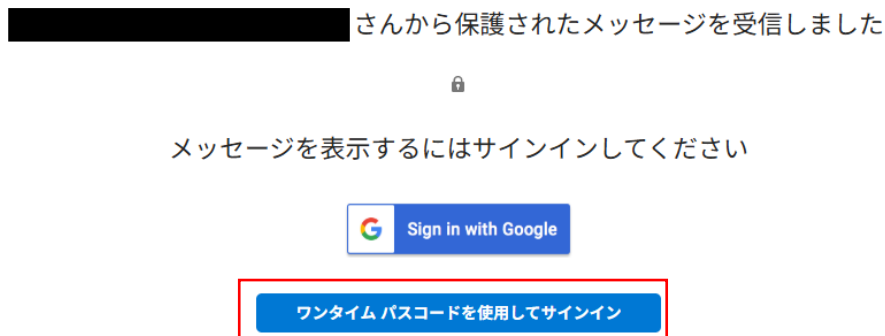 さんから保護されたメッセージを受信しました
メッセージを表示するにはサインインしてください
Sign in with Google
ワンタイム パスコードを使用してサインイン